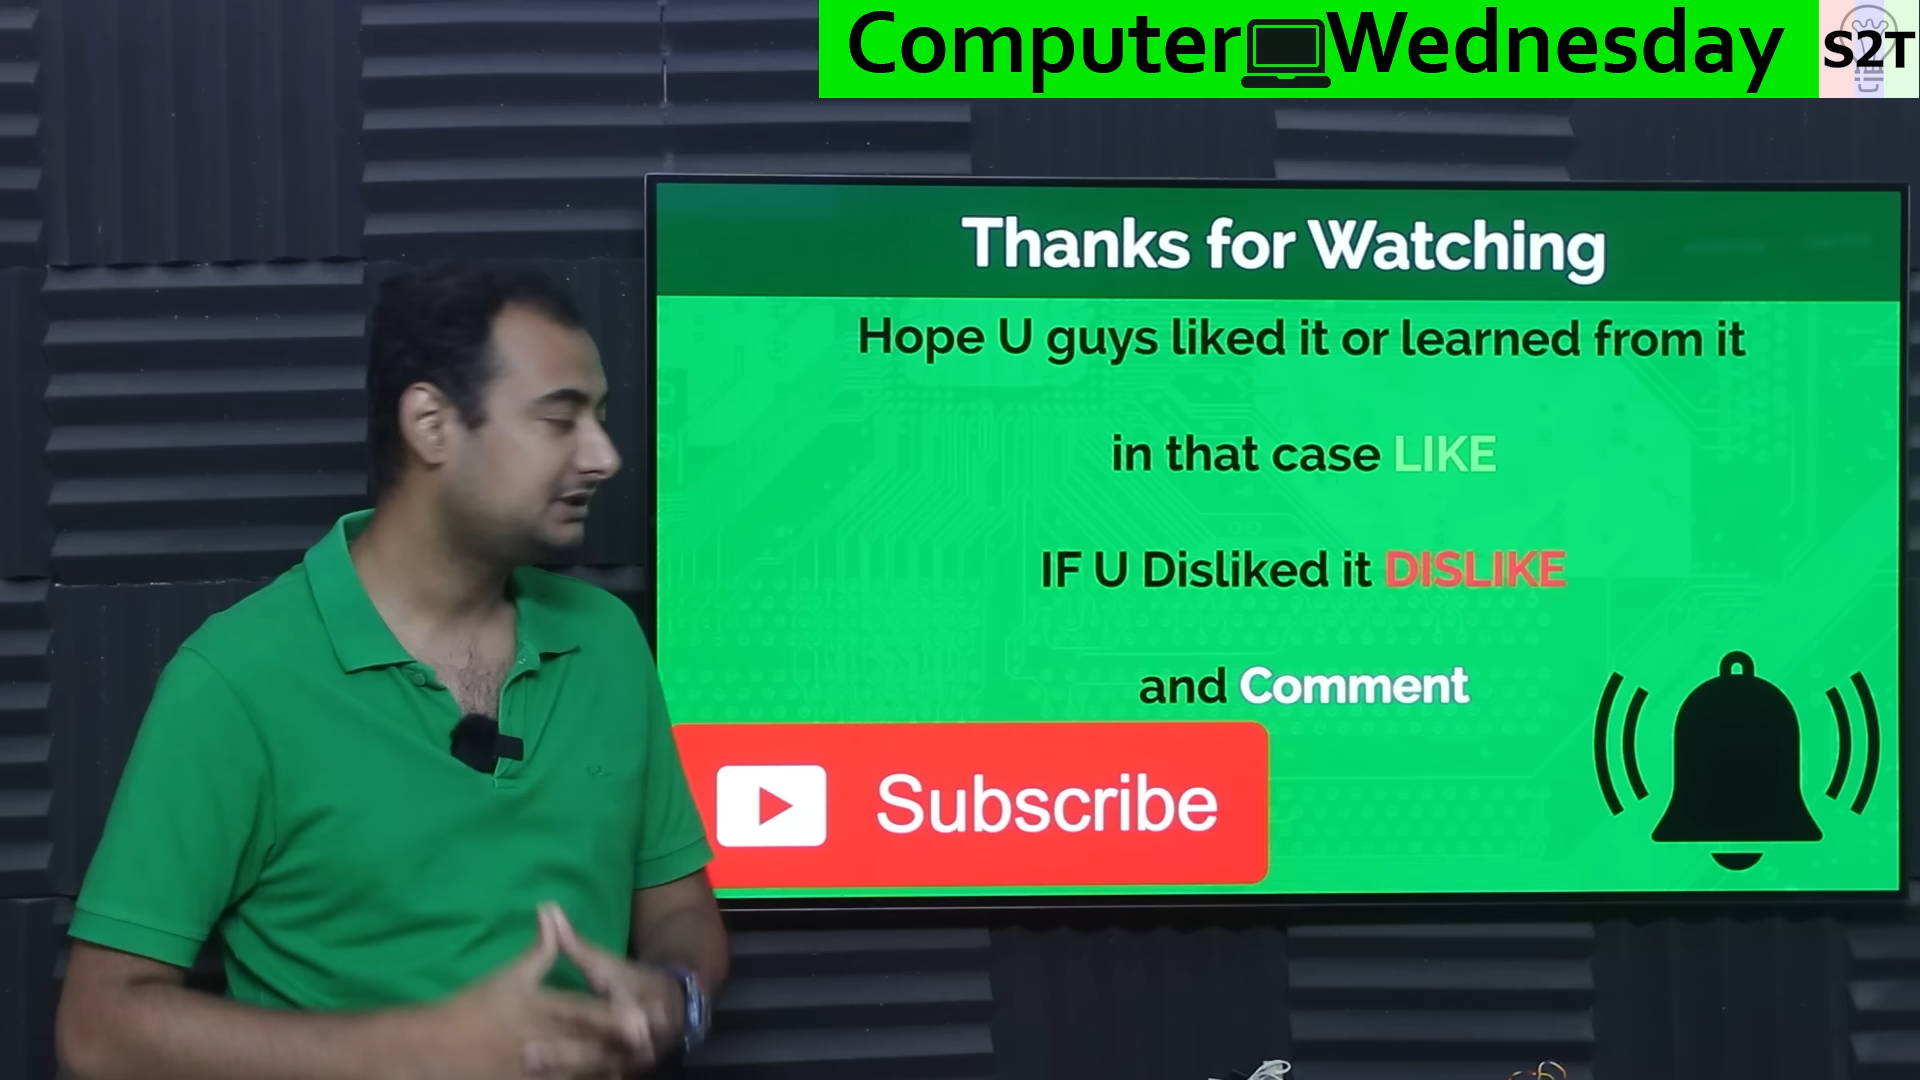 Computer Wednesday
S2T
Thanks for Watching
Hope U guys liked it or learned from it
in that case LIKE
IF U Disliked it DISLIKE
and Comment
Subscribe